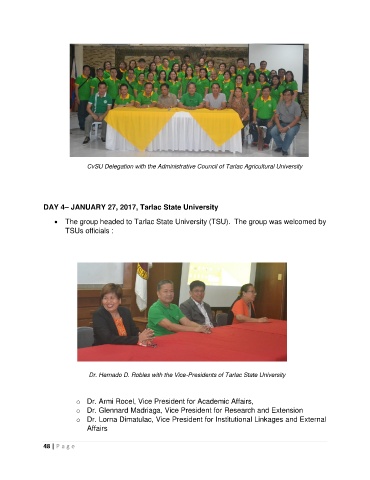 CvSU Delegation with the Administrative Council of Tarlac Agricultural University
DAY 4– JANUARY 27, 2017, Tarlac State University
• The group headed to Tarlac State University (TSU). The group was welcomed by
TSUs officials :
Dr. Hernado D. Robles with the Vice-Presidents of Tarlac State University
o Dr. Armi Rocel, Vice President for Academic Affairs,
o Dr. Glennard Madriaga, Vice President for Research and Extension
o Dr. Lorna Dimatulac, Vice President for Institutional Linkages and External
Affairs
48 | P a g e